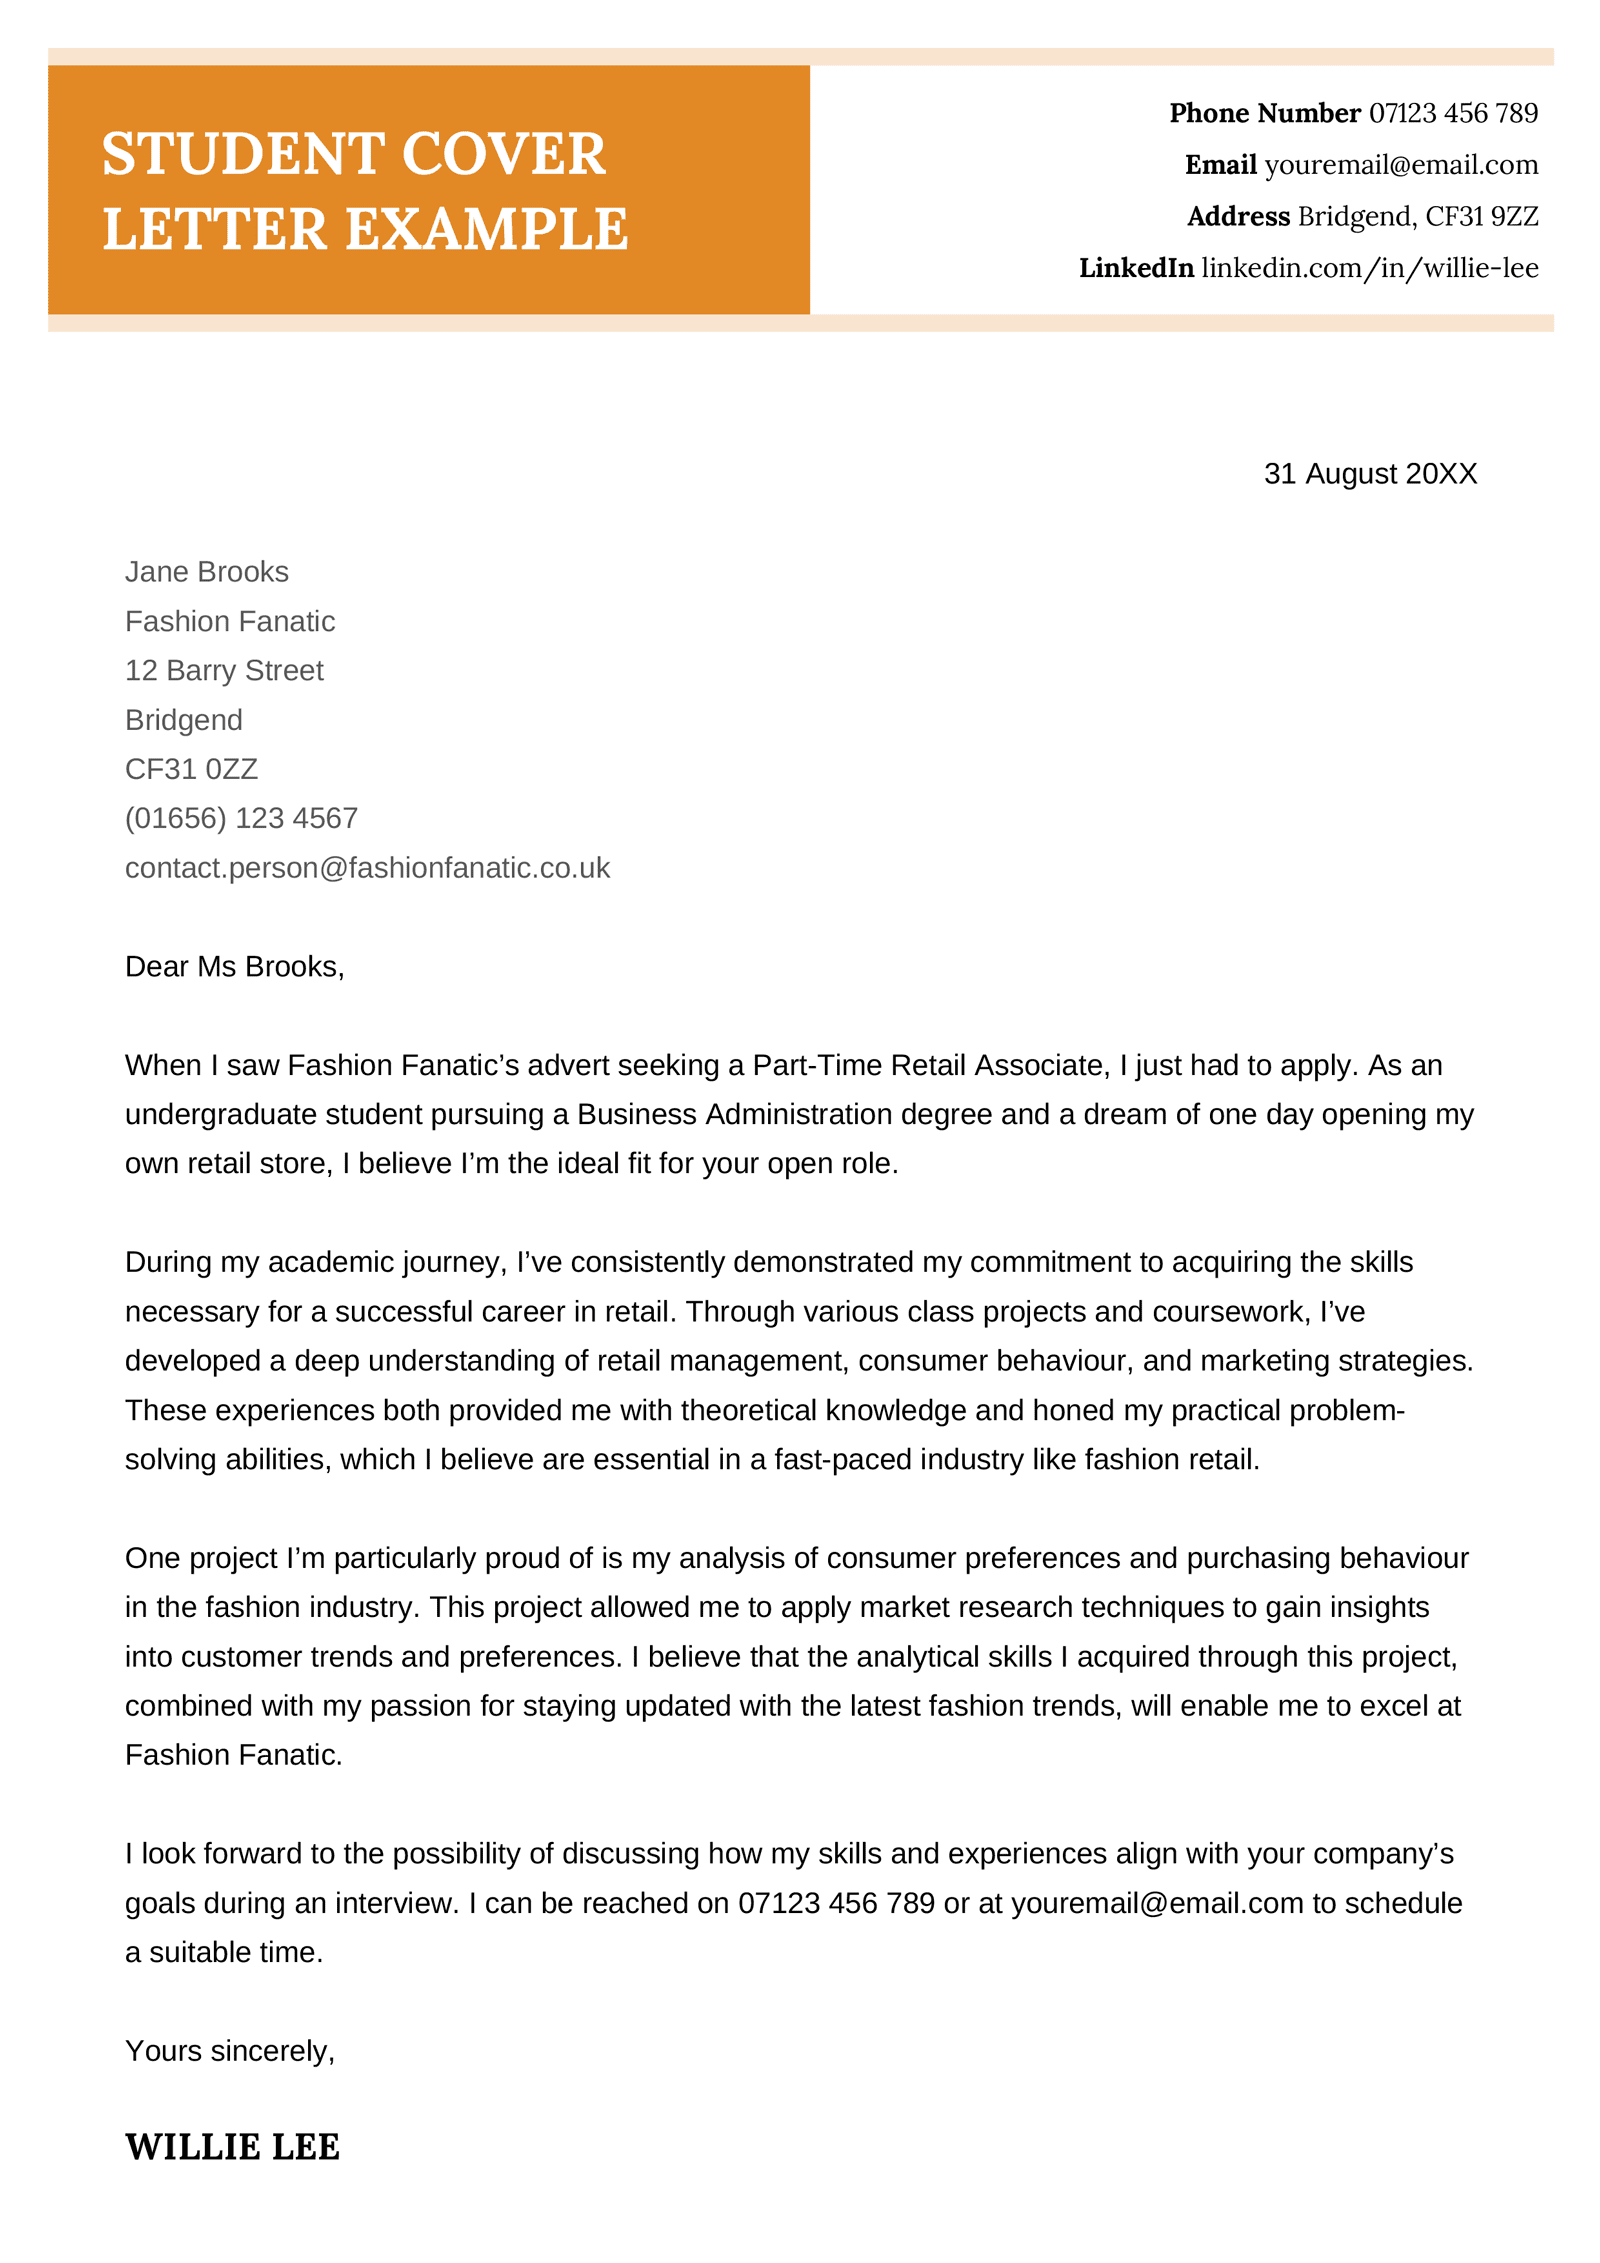 STUDENT COVER
LETTER EXAMPLE
Phone Number 07123 456 789
Email youremail@email.com
Address Bridgend, CF31 9ZZ
LinkedIn linkedin.com/in/willie-lee
31 August 20XX
Jane Brooks
Fashion Fanatic
12 Barry Street
Bridgend
CF31 0ZZ
(01656) 123 4567
contact.person@fashionfanatic.co.uk
Dear Ms Brooks,
When I saw Fashion Fanatic’s advert seeking a Part-Time Retail Associate, I just had to apply. As an
undergraduate student pursuing a Business Administration degree and a dream of one day opening my
own retail store, I believe I’m the ideal fit for your open role.
During my academic journey, I’ve consistently demonstrated my commitment to acquiring the skills
necessary for a successful career in retail. Through various class projects and coursework, I’ve
developed a deep understanding of retail management, consumer behaviour, and marketing strategies.
These experiences both provided me with theoretical knowledge and honed my practical problem-
solving abilities, which I believe are essential in a fast-paced industry like fashion retail.
One project I’m particularly proud of is my analysis of consumer preferences and purchasing behaviour
in the fashion industry. This project allowed me to apply market research techniques to gain insights
into customer trends and preferences. I believe that the analytical skills I acquired through this project,
combined with my passion for staying updated with the latest fashion trends, will enable me to excel at
Fashion Fanatic.
I look forward to the possibility of discussing how my skills and experiences align with your company’s
goals during an interview. I can be reached on 07123 456 789 or at youremail@email.com to schedule
a suitable time.
Yours sincerely,
WILLIE LEE